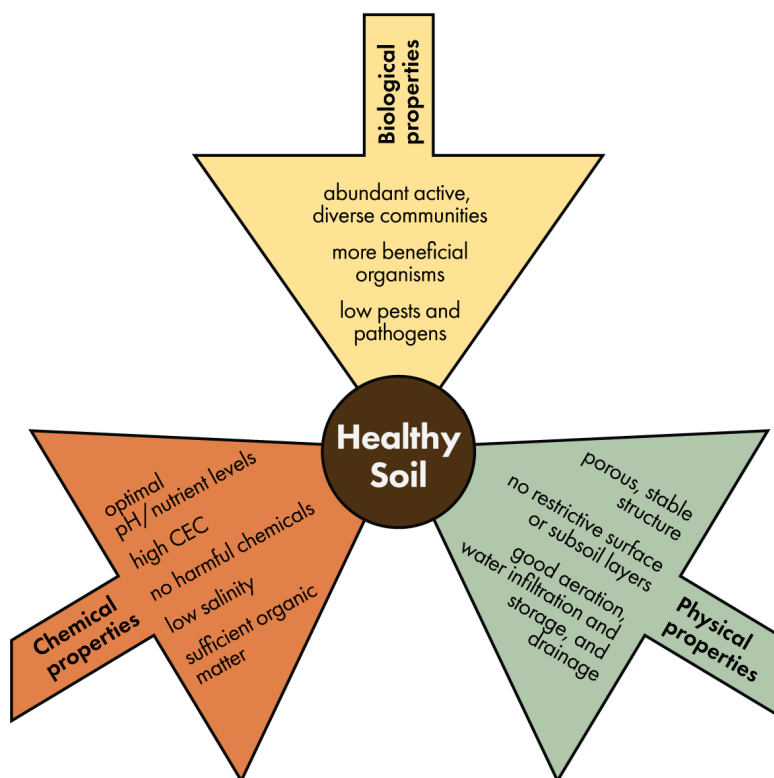 Biological
properties
abundant active,
diverse communities
more beneficial
organisms
low pests and
pathogens
Healthy
Soil
Chemical
properties
optimal
pH/nutrient levels
high CEC
no harmful chemicals
low salinity
sufficient organic
matter
porous, stable
structure
no restrictive surface
or subsoil layers
good aeration,
water infiltration and
storage, and
drainage
Physical
properties